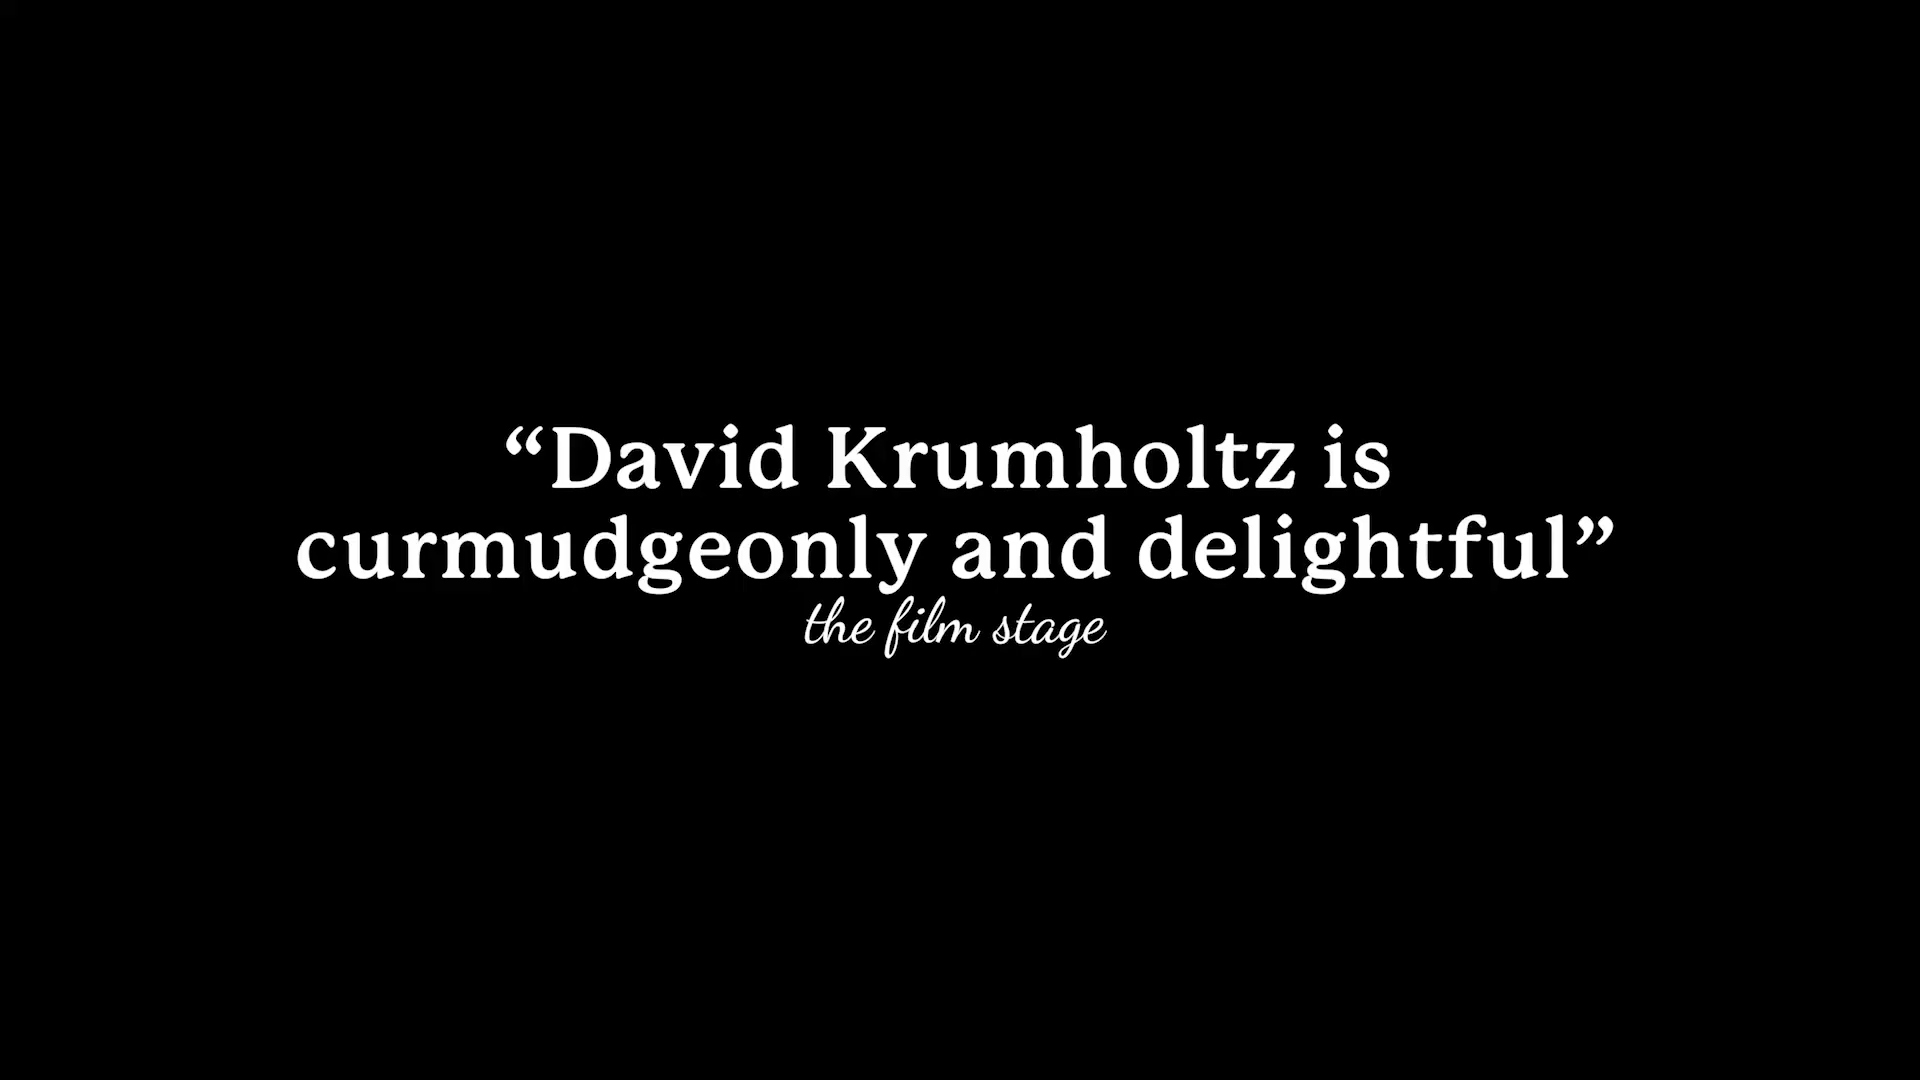 “David Krumholtz is
curmudgeonly and delightful”
the film stage